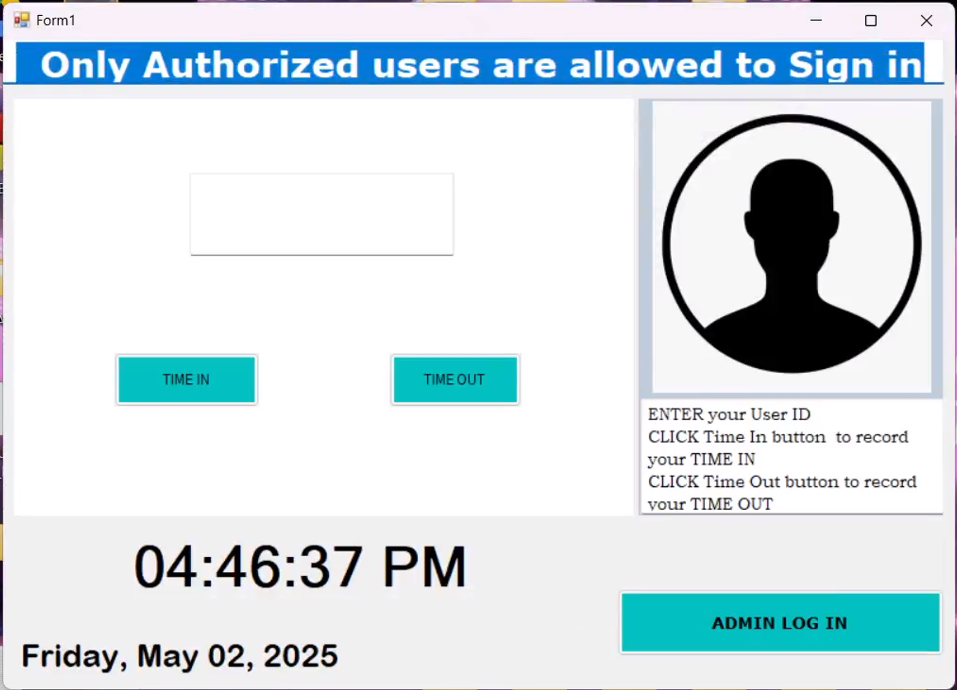 Form1
Only Authorized users are allowed to Sign in
TIME IN
TIME OUT
ENTER your User ID
CLICK Time In button  to record
your TIME IN
CLICK Time Out button to record
your TIME OUT
04:46:37 PM
ADMIN LOG IN
Friday, May 02, 2025